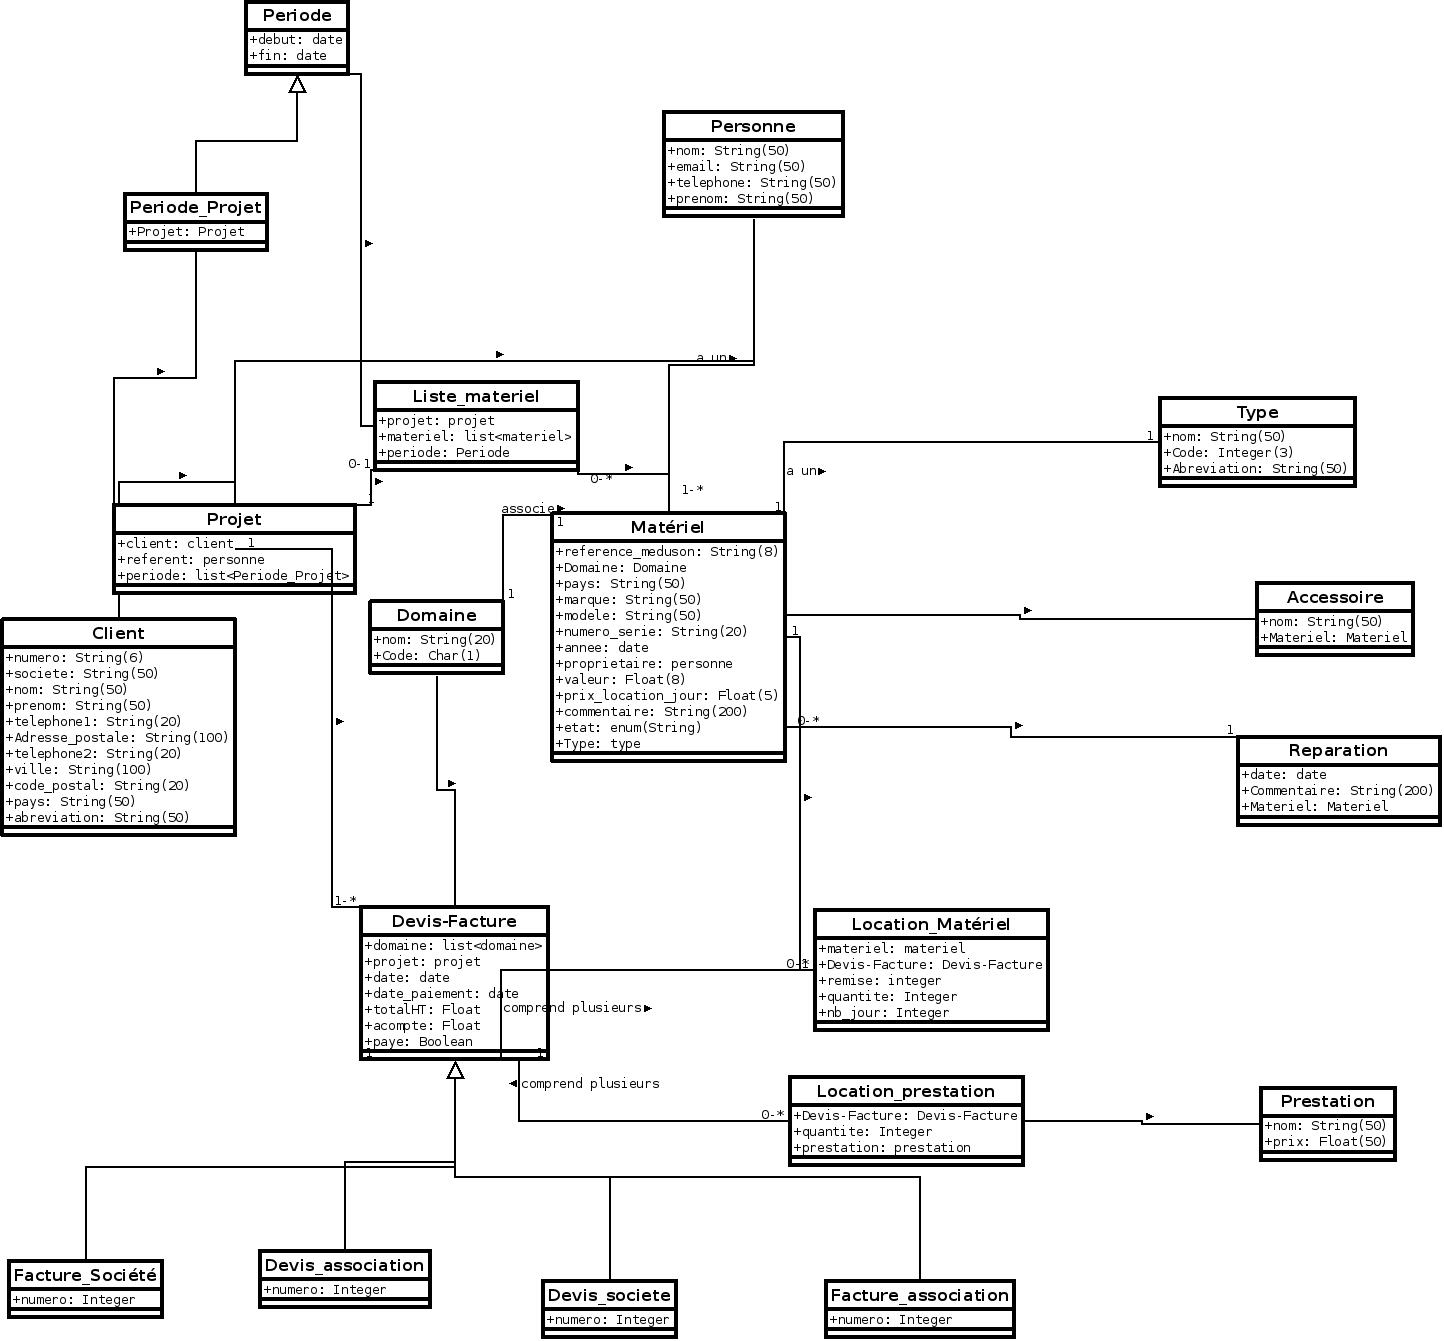 Periode
+debut: date
+fin: date
Personne
+nom: String(50)
+email: String(50)
+telephone: String(50)
+prenom: String(50)
Periode_Projet
+Projet: Projet
a un
Liste_materiel
+projet: projet
+materiel: list<materiel>
+periode: Periode
0-1
1
0-*
1-*
Type
+nom: String(50)
+Code: Integer(3)
+Abreviation: String(50)
1
a un
1
Projet
+client: client
+referent: personne
+periode: list<Periode_Projet>
1
associe
1
1
Matériel
+reference_meduson: String(8)
+Domaine: Domaine
+pays: String(50)
+marque: String(50)
+modele: String(50)
+numero_serie: String(20)
+annee: date
+proprietaire: personne
+valeur: Float(8)
+prix_location_jour: Float(5)
+commentaire: String(200)
+etat: enum(String)
+Type: type
Accessoire
+nom: String(50)
+Materiel: Materiel
Domaine
+nom: String(20)
+Code: Char(1)
Client
+numero: String(6)
+societe: String(50)
+nom: String(50)
+prenom: String(50)
+telephone1: String(20)
+Adresse_postale: String(100)
+telephone2: String(20)
+ville: String(100)
+code_postal: String(20)
+pays: String(50)
+abreviation: String(50)
1
0-*
1
Reparation
+date: date
+Commentaire: String(200)
+Materiel: Materiel
1-*
Devis-Facture
+domaine: list<domaine>
+projet: projet
+date: date
+date_paiement: date
+totalHT: Float
+acompte: Float
+paye: Boolean
1
1
Location_Matériel
+materiel: materiel
+Devis-Facture: Devis-Facture
+remise: integer
+quantite: Integer
+nb_jour: Integer
comprend plusieurs
comprend plusieurs
0-*
Location_prestation
+Devis-Facture: Devis-Facture
+quantite: Integer
+prestation: prestation
Prestation
+nom: String(50)
+prix: Float(50)
Facture_Société
+numero: Integer
Devis_association
+numero: Integer
Devis_societe
+numero: Integer
Facture_association
+numero: Integer